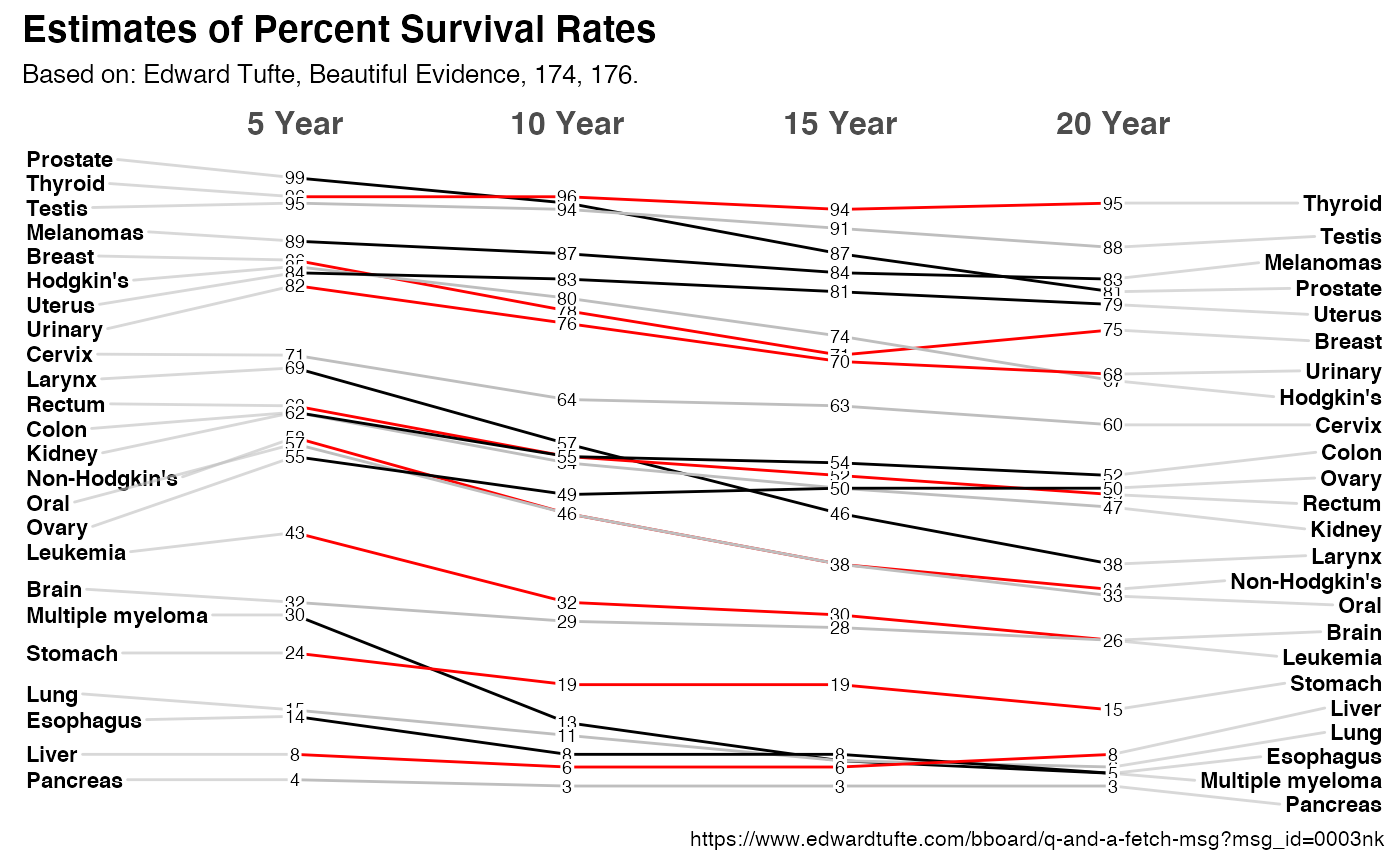 Estimates of Percent Survival Rates
Based on: Edward Tufte, Beautiful Evidence, 174, 176.
5 Year 10 Year 15 Year 20 Year
Prostate 99
Thyroid 96 94 95 Thyroid
Testis 95 94 91 88 Testis
Melanomas 89 87 84 83 Melanomas
87 81 Prostate
83 81 79 Uterus
Breast 75 Breast
Hodgkin's 84 80 74
Uterus 78
Urinary 82 76 70 68 Urinary
Hodgkin's
Cervix 71 64 63 60 Cervix
Larynx 69 57
Rectum
Colon 62 55 54 52 Colon
Kidney 50 50 Ovary
Non-Hodgkin's 57 49 Rectum
Oral 55 46 46 47 Kidney
Ovary
Leukemia 43 38 38 Larynx
Non-Hodgkin's
Brain 32 32 33 Oral
Multiple myeloma 30 29 30
28 26 Brain
Leukemia
Stomach 24 19 19 15 Stomach
Lung 13 Liver
Esophagus 14 11 Lung
Liver 8 8 8 8 Esophagus
6 6 Multiple myeloma
Pancreas 4 3 3 3 Pancreas
https://www.edwardtufte.com/bboard/q-and-a-fetch-msg?msg_id=0003nk